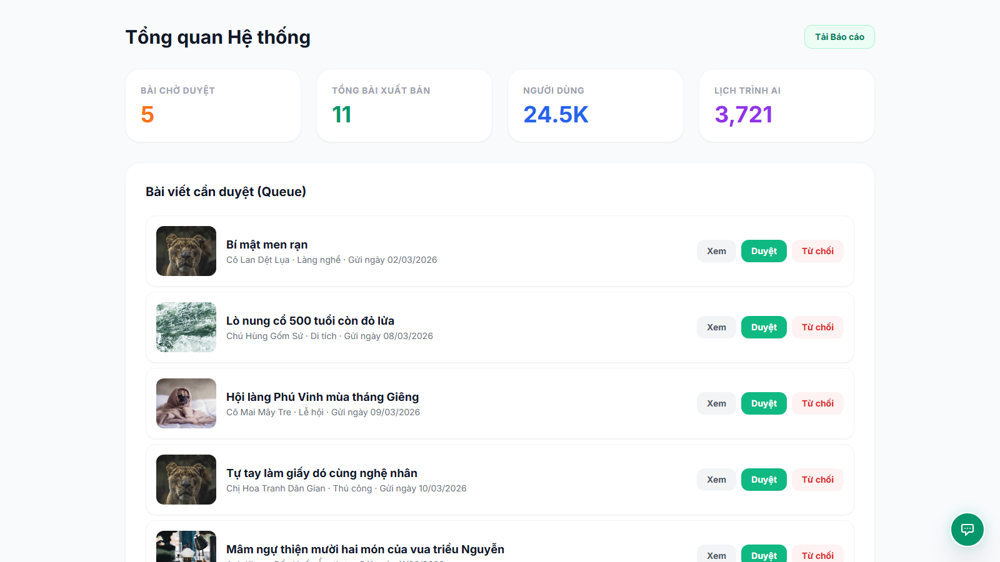 Tổng quan Hệ thống
Tải Báo cáo
BÀI CHỜ DUYỆT
5
TỔNG BÀI XUẤT BẢN
11
NGƯỜI DÙNG
24.5K
LỊCH TRÌNH AI
3,721
Bài viết cần duyệt (Queue)
Bí mật men rạn
Cô Lan Dệt Lụa · Làng nghề · Gửi ngày 02/03/2026
Xem
Duyệt
Từ chối
Lò nung cổ 500 tuổi còn đỏ lửa
Chú Hùng Gốm Sứ · Di tích · Gửi ngày 08/03/2026
Xem
Duyệt
Từ chối
Hội làng Phú Vinh mùa tháng Giêng
Cô Mai Mây Tre · Lễ hội · Gửi ngày 09/03/2026
Xem
Duyệt
Từ chối
Tự tay làm giấy dó cùng nghệ nhân
Chị Hoa Tranh Dân Gian · Thủ công · Gửi ngày 10/03/2026
Xem
Duyệt
Từ chối
Mâm ngự thiện mười hai món của vua triều Nguyễn
Xem
Duyệt
Từ chối